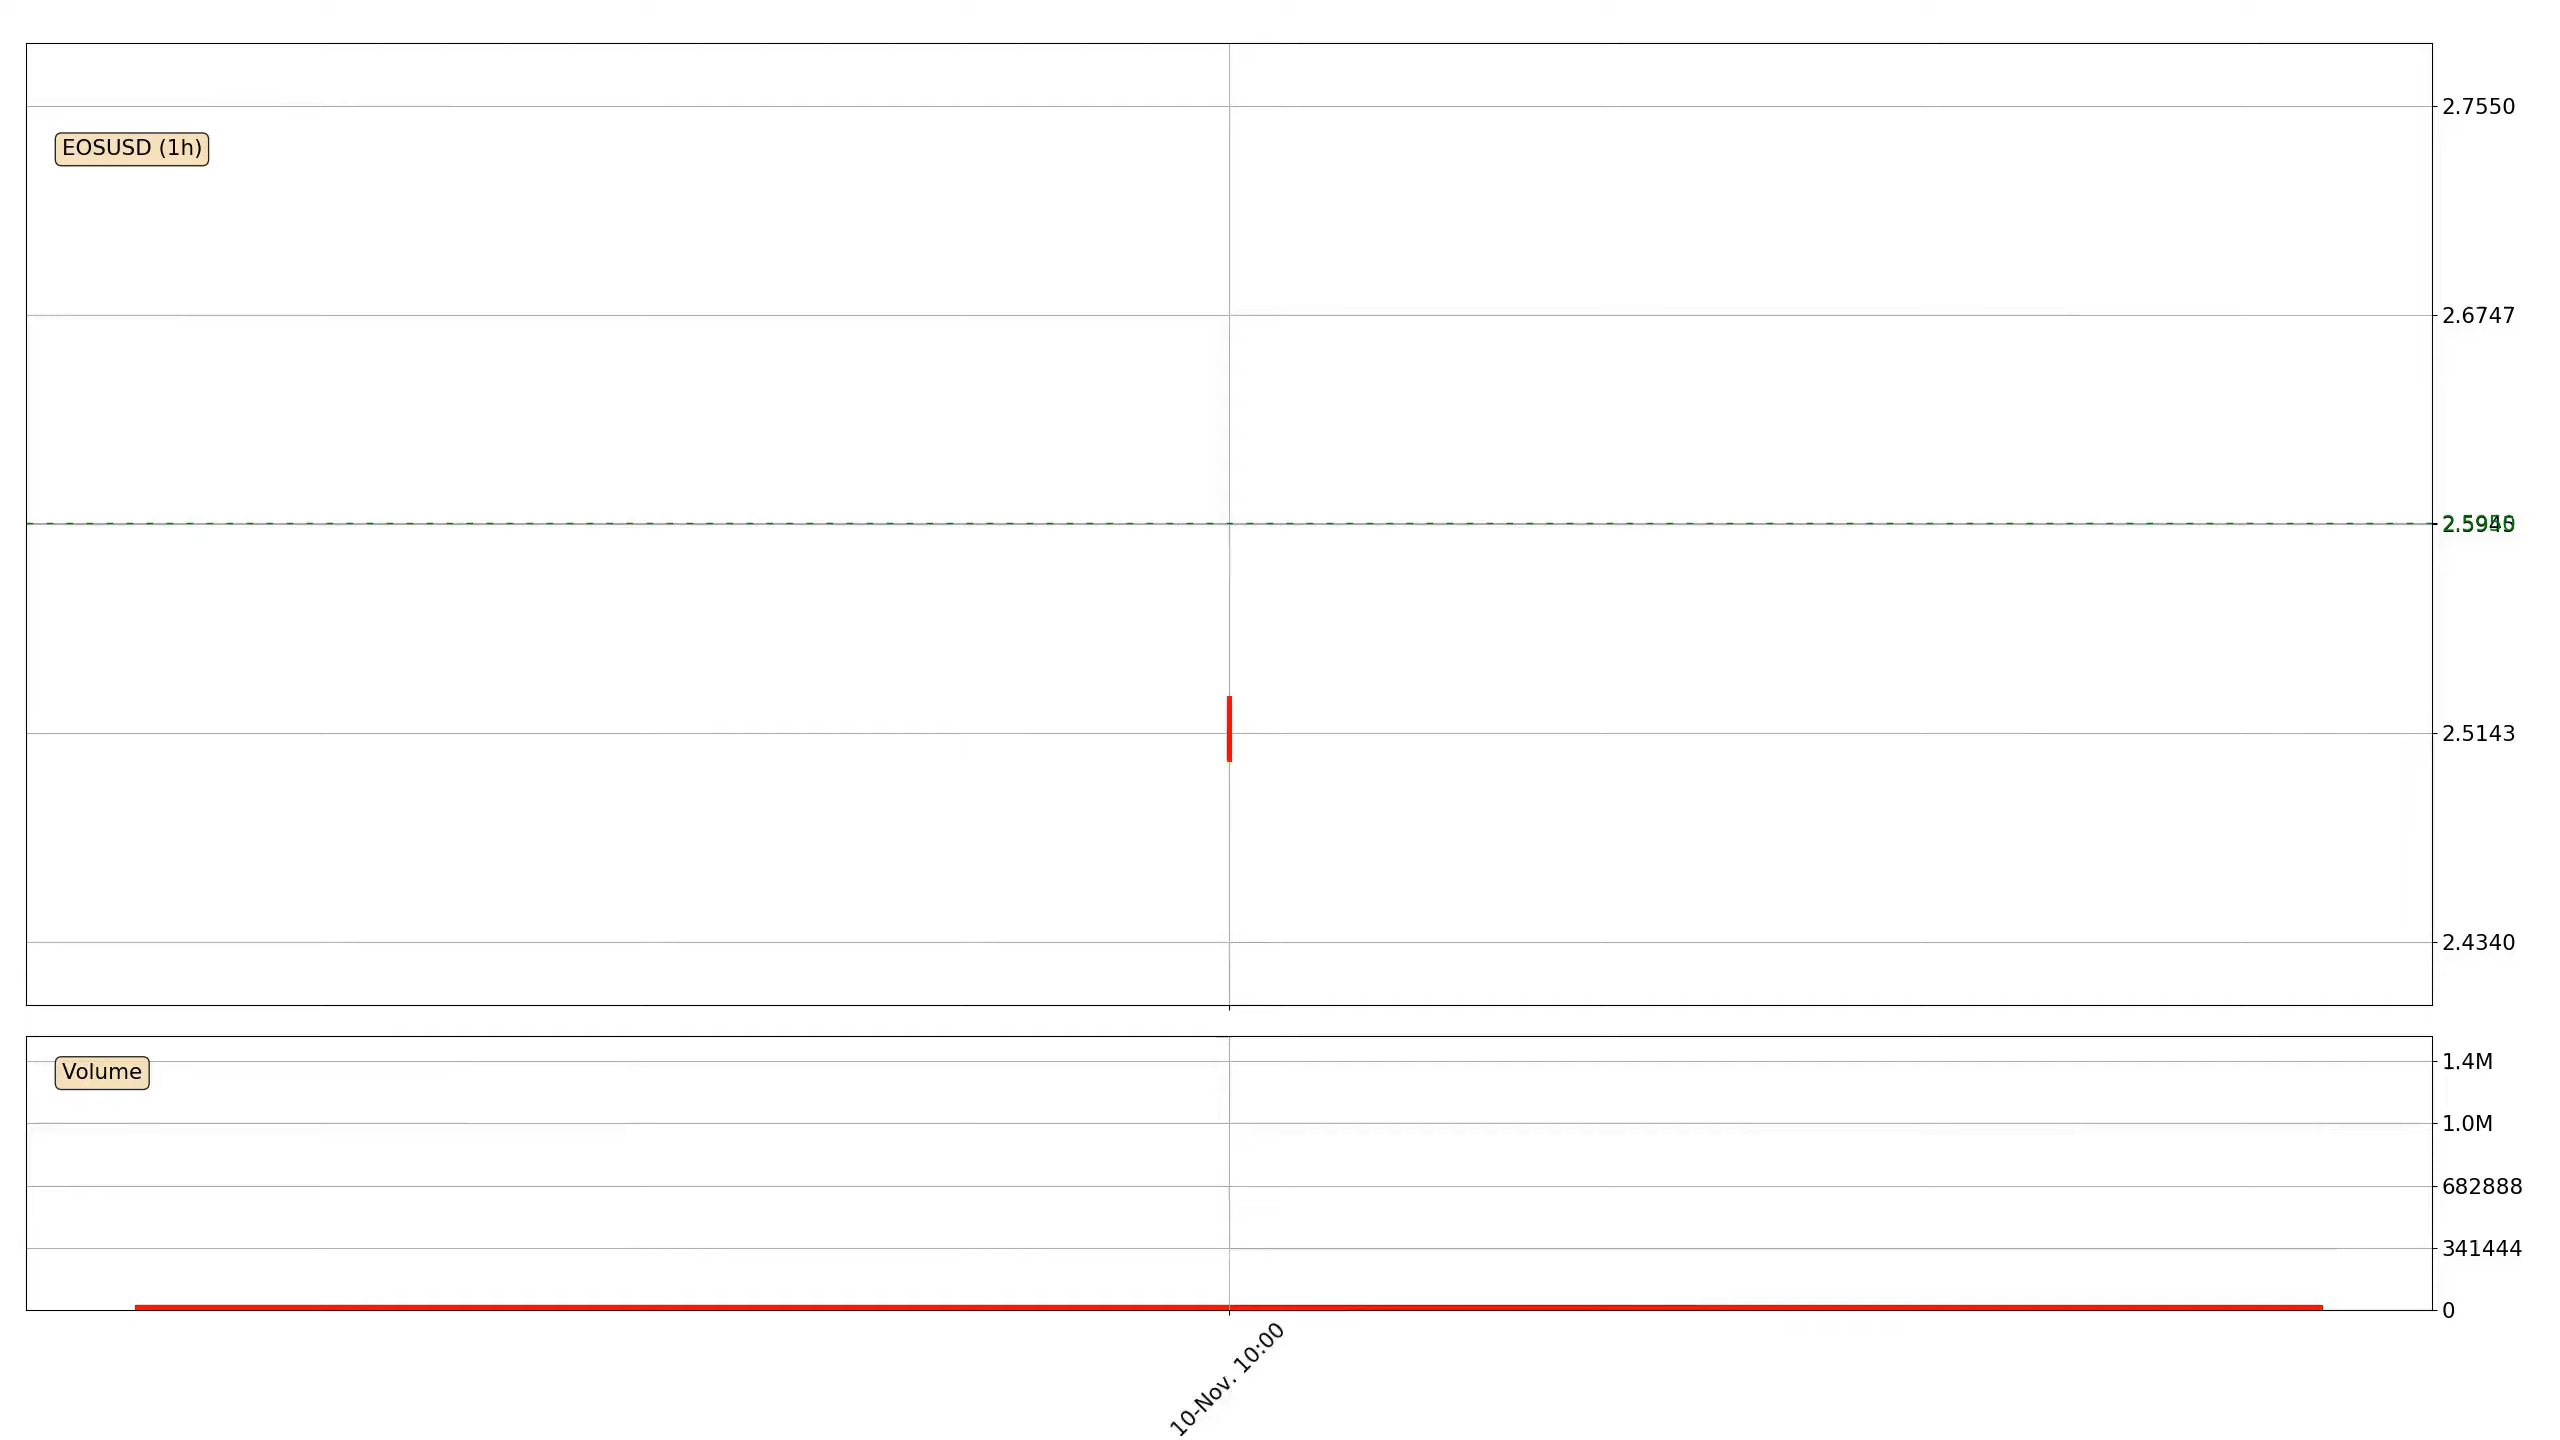 2.7550
EOSUSD (1h)
2.6747
2.5143
2.4340
Volume
1.4M
1.0M
682888
341444
0
10-Nov. 10:00